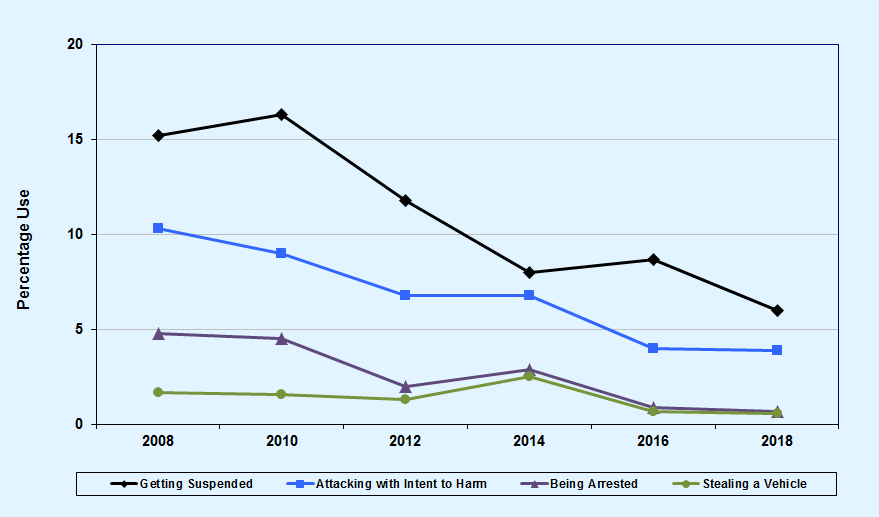 20
15
10
5
0
Percentage Use
2008 2010 2012 2014 2016 2018
Getting Suspended Attacking with Intent to Harm Being Arrested Stealing a Vehicle